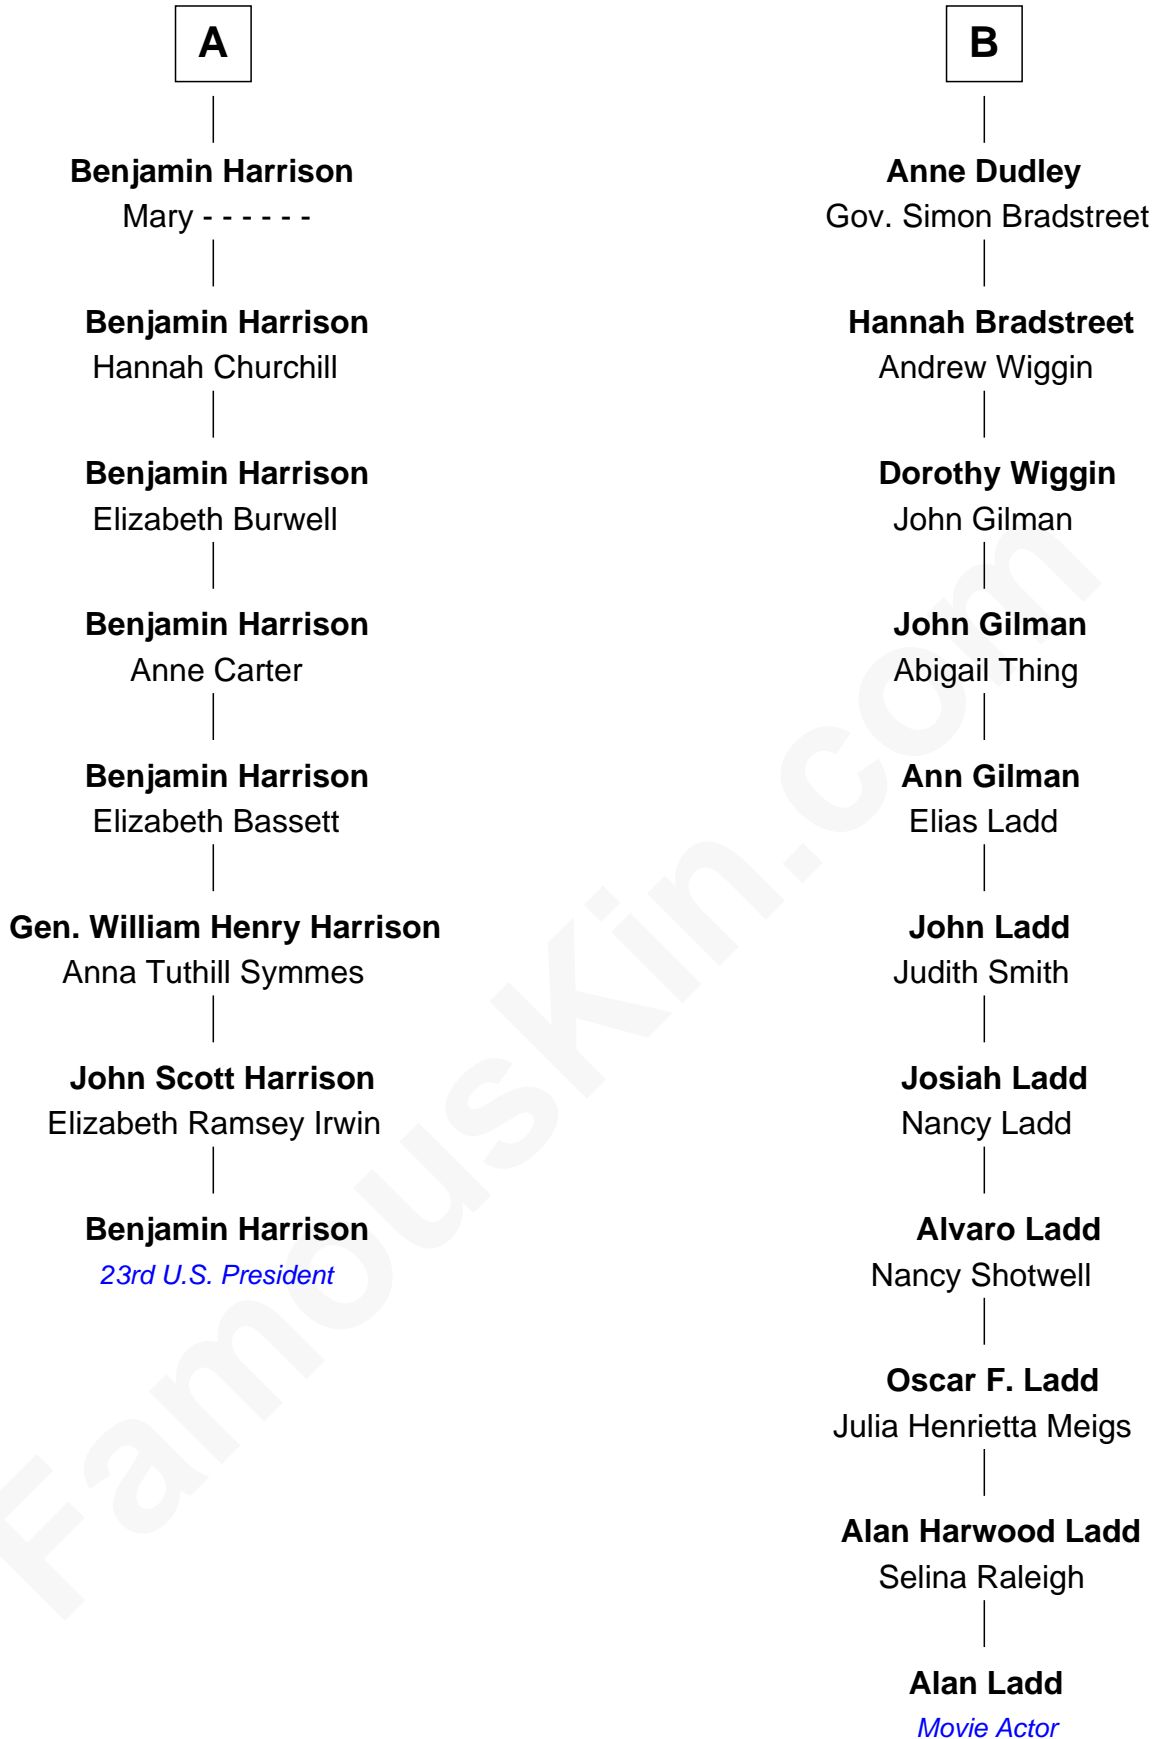 A
Benjamin Harrison
Mary - - - - - -
Benjamin Harrison
Hannah Churchill
Benjamin Harrison
Elizabeth Burwell
Benjamin Harrison
Anne Carter
Benjamin Harrison
Elizabeth Bassett
Gen. William Henry Harrison
Anna Tuthill Symmes
John Scott Harrison
Elizabeth Ramsey Irwin
Benjamin Harrison
23rd U.S. President
B
Anne Dudley
Gov. Simon Bradstreet
Hannah Bradstreet
Andrew Wiggin
Dorothy Wiggin
John Gilman
John Gilman
Abigail Thing
Ann Gilman
Elias Ladd
John Ladd
Judith Smith
Josiah Ladd
Nancy Ladd
Alvaro Ladd
Nancy Shotwell
Oscar F. Ladd
Julia Henrietta Meigs
Alan Harwood Ladd
Selina Raleigh
Alan Ladd
Movie Actor
FamousKin.com